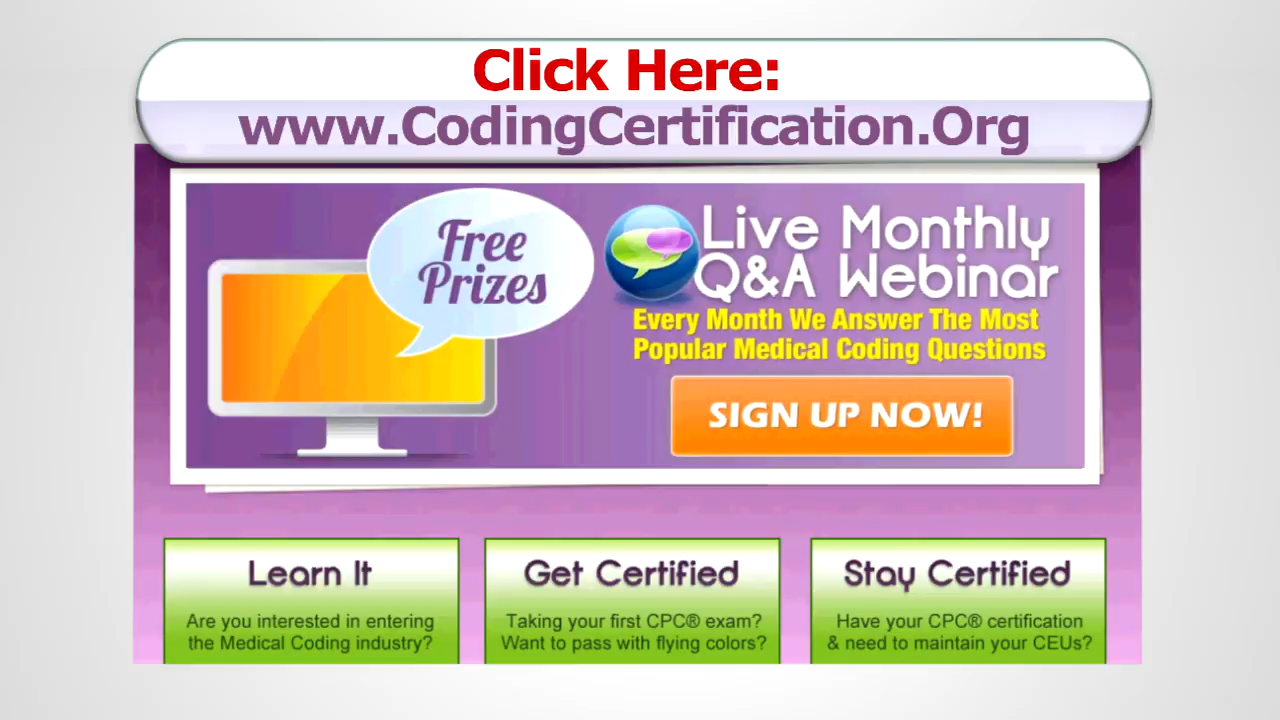 Click Here:
www.CodingCertification.Org
Free
Prizes
Live Monthly
Q&A Webinar
Every Month We Answer The Most
Popular Medical Coding Questions
SIGN UP NOW!
Learn It
Are you interested in entering
the Medical Coding industry?
Get Certified
Taking your first CPC® exam?
Want to pass with flying colors?
Stay Certified
Have your CPC® certification
& need to maintain your CEUs?